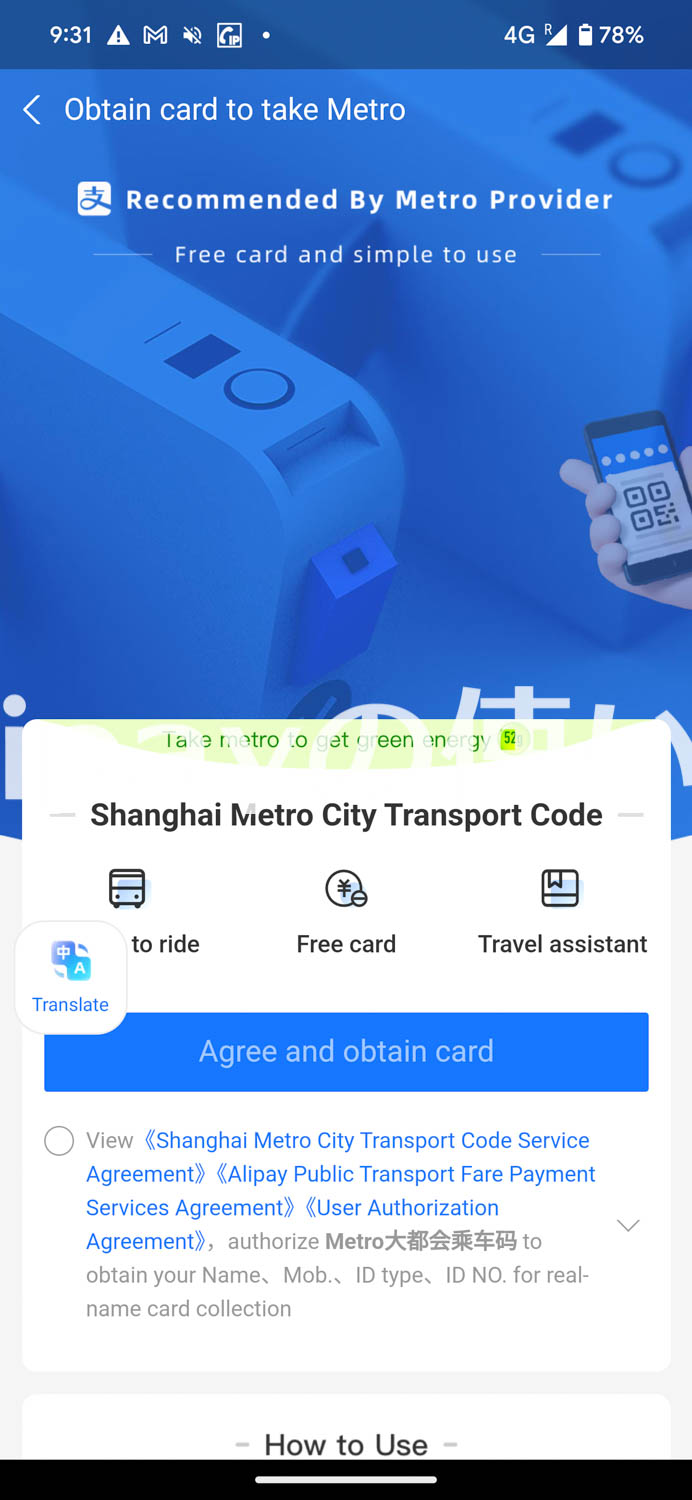 9:31
4G R 78%
Obtain card to take Metro
支 Recommended By Metro Provider
Free card and simple to use
Take metro to get green energy 52g
Shanghai Metro City Transport Code
to ride
Free card
Travel assistant
中 A
Translate
Agree and obtain card
View《Shanghai Metro City Transport Code Service
Agreement》《Alipay Public Transport Fare Payment
Services Agreement》《User Authorization
Agreement》，authorize Metro大都会乘车码 to
obtain your Name、Mob.、ID type、ID NO. for real-
name card collection
How to Use